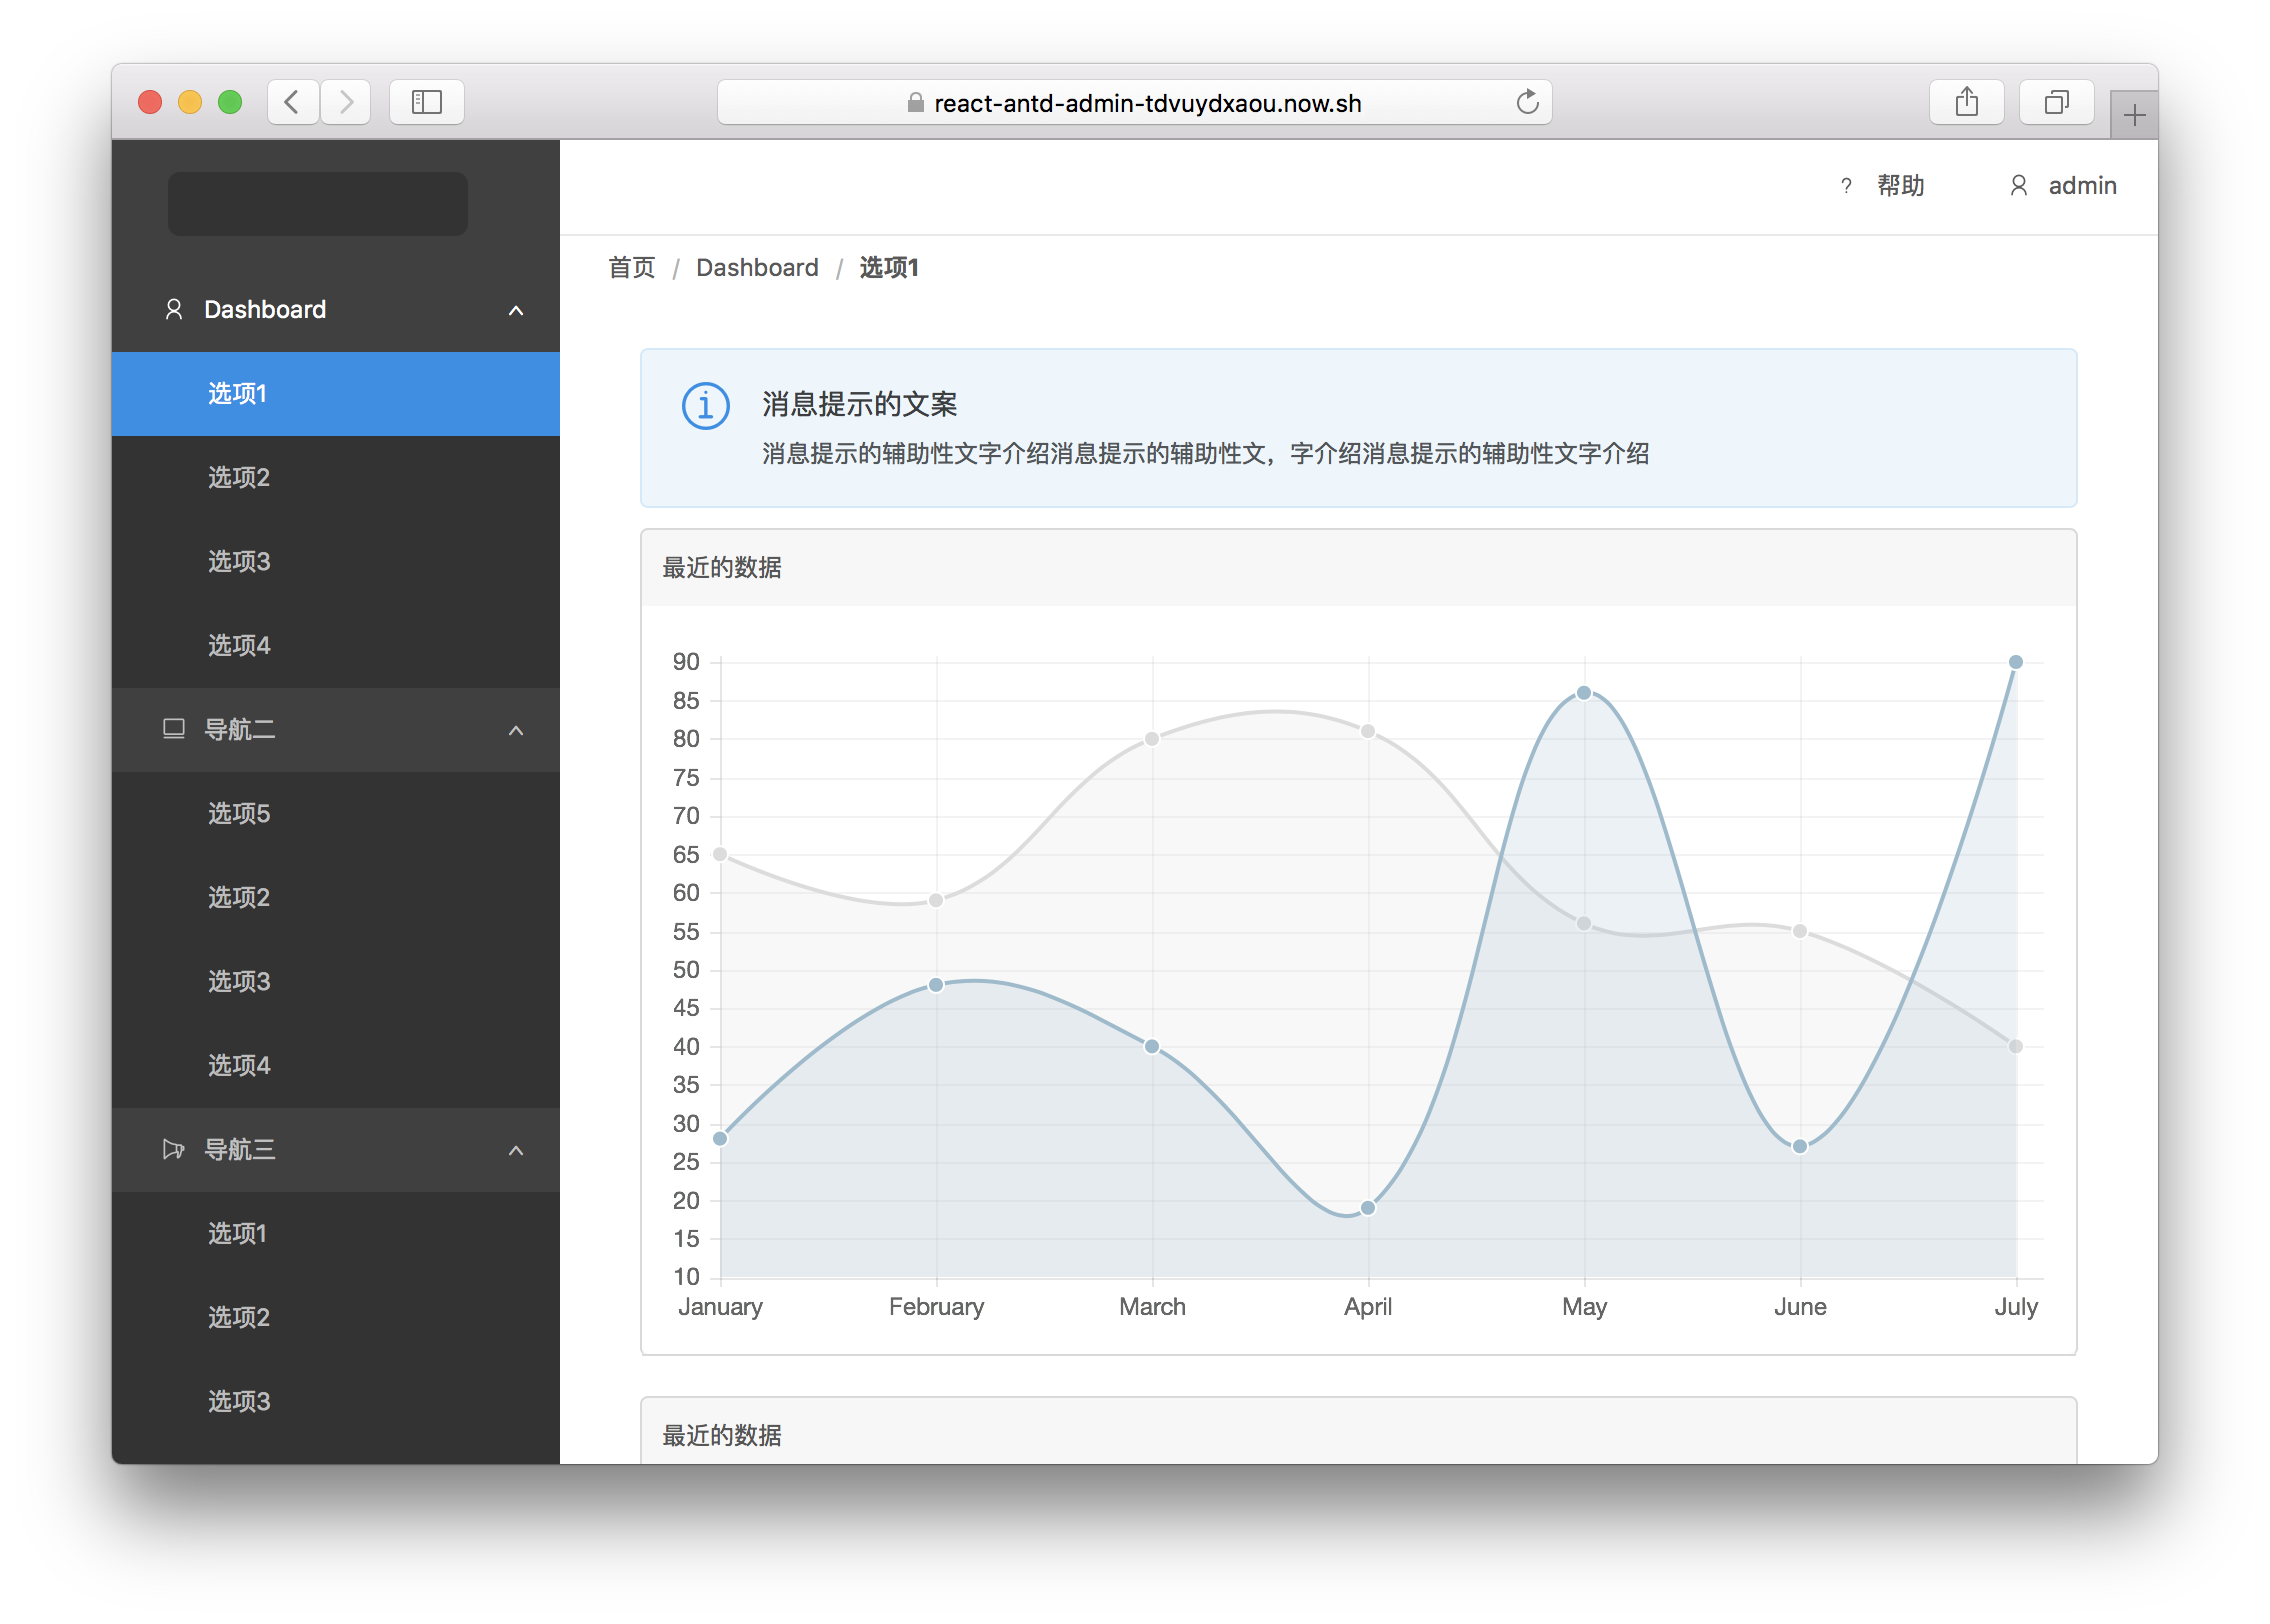 react-antd-admin-tdvuydxaou.now.sh
? 帮助 admin
首页 / Dashboard / 选项1
Dashboard
选项1
选项2
选项3
选项4
导航二
选项5
选项2
选项3
选项4
导航三
选项1
选项2
选项3
消息提示的文案
消息提示的辅助性文字介绍消息提示的辅助性文，字介绍消息提示的辅助性文字介绍
最近的数据
90
85
80
75
70
65
60
55
50
45
40
35
30
25
20
15
10
January February March April May June July
最近的数据